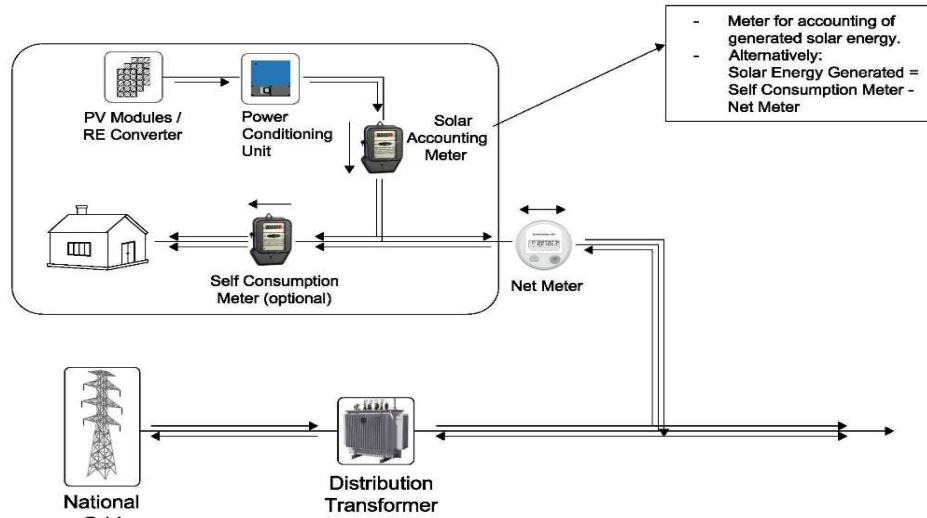 - Meter for accounting of
generated solar energy.
- Alternatively:
Solar Energy Generated =
Self Consumption Meter -
Net Meter
PV Modules /
RE Converter
Power
Conditioning
Unit
Solar
Accounting
Meter
Self Consumption
Meter (optional)
Net Meter
National
Distribution
Transformer